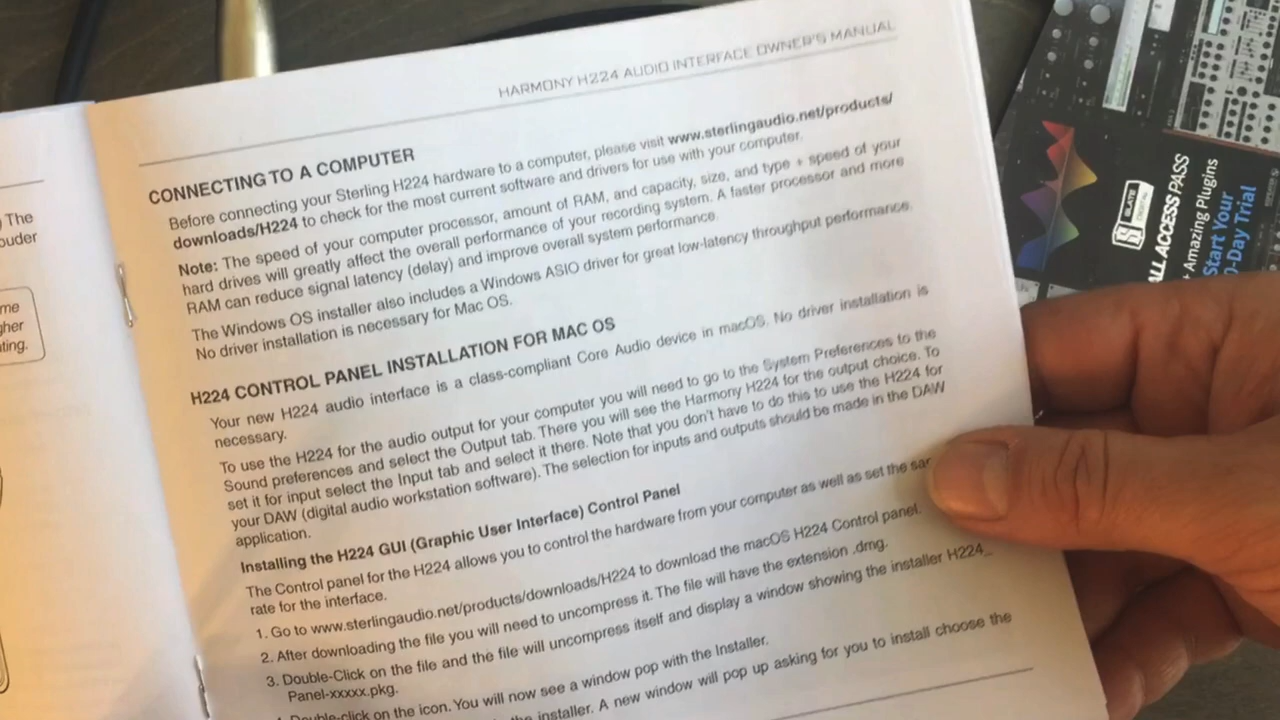 HARMONY H224 AUDIO INTERFACE OWNER'S MANUAL
CONNECTING TO A COMPUTER
Before connecting your Sterling H224 hardware to a computer, please visit www.sterlingaudio.net/products/
downloads/H224 to check for the most current software and drivers for use with your computer.
Note: The speed of your computer processor, amount of RAM, and capacity, size, and type + speed of your
hard drives will greatly affect the overall performance of your recording system. A faster processor and more
RAM can reduce signal latency (delay) and improve overall system performance.
The Windows OS installer also includes a Windows ASIO driver for great low-latency throughput performance.
No driver installation is necessary for Mac OS.
H224 CONTROL PANEL INSTALLATION FOR MAC OS
Your new H224 audio interface is a class-compliant Core Audio device in macOS. No driver installation is
necessary.
To use the H224 for the audio output for your computer you will need to go to the System Preferences to the
Sound preferences and select the Output tab. There you will see the Harmony H224 for the output choice. To
set it for input select the Input tab and select it there. Note that you don't have to do this to use the H224 for
your DAW (digital audio workstation software). The selection for inputs and outputs should be made in the DAW
application.
Installing the H224 GUI (Graphic User Interface) Control Panel
The Control panel for the H224 allows you to control the hardware from your computer as well as set the
rate for the interface.
1. Go to www.sterlingaudio.net/products/downloads/H224 to download the macOS H224 Control panel.
2. After downloading the file you will need to uncompress it. The file will have the extension .dmg.
3. Double-Click on the file and the file will uncompress itself and display a window showing the installer H224_
Panel-xxxxx.pkg.
Double-click on the icon. You will now see a window pop with the Installer.
installer. A new window will pop up asking for you to install choose the
The
me
ting.
SLATE
DIGITAL
ALL ACCESS PASS
+ Amazing Plugins
Start Your
-Day Trial